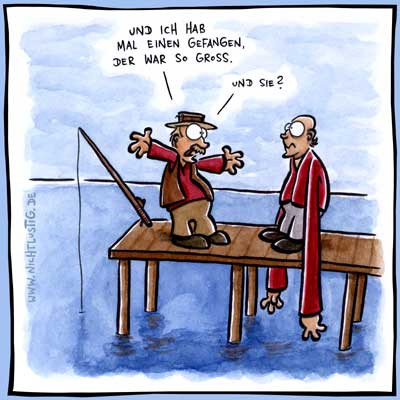 UND ICH HAB
MAL EINEN GEFANGEN,
DER WAR SO GROSS.
UND SIE?
WWW.NICHTLUSTIG.DE